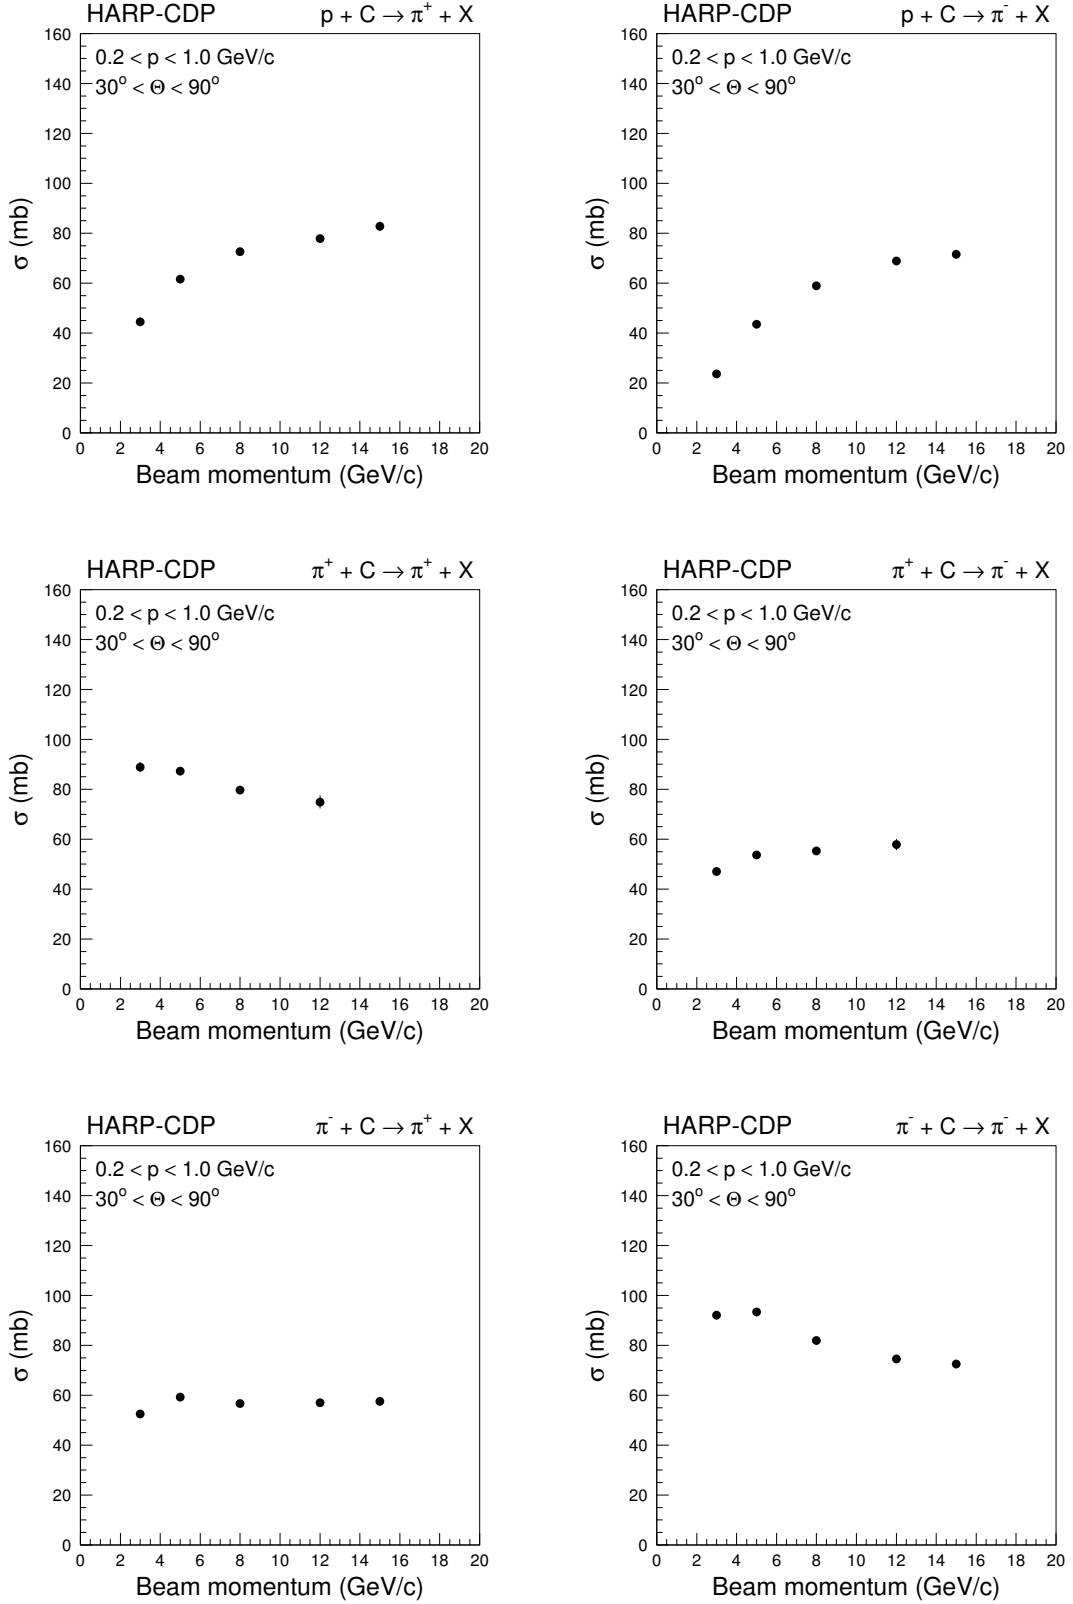 HARP-CDP p + C → π⁺ + X
0.2 < p < 1.0 GeV/c
30° < Θ < 90°
160
140
120
100
80
60
40
20
0
0 2 4 6 8 10 12 14 16 18 20
σ (mb)
Beam momentum (GeV/c)
HARP-CDP p + C → π⁻ + X
0.2 < p < 1.0 GeV/c
30° < Θ < 90°
160
140
120
100
80
60
40
20
0
0 2 4 6 8 10 12 14 16 18 20
σ (mb)
Beam momentum (GeV/c)
HARP-CDP π⁺ + C → π⁺ + X
0.2 < p < 1.0 GeV/c
30° < Θ < 90°
160
140
120
100
80
60
40
20
0
0 2 4 6 8 10 12 14 16 18 20
σ (mb)
Beam momentum (GeV/c)
HARP-CDP π⁺ + C → π⁻ + X
0.2 < p < 1.0 GeV/c
30° < Θ < 90°
160
140
120
100
80
60
40
20
0
0 2 4 6 8 10 12 14 16 18 20
σ (mb)
Beam momentum (GeV/c)
HARP-CDP π⁻ + C → π⁺ + X
0.2 < p < 1.0 GeV/c
30° < Θ < 90°
160
140
120
100
80
60
40
20
0
0 2 4 6 8 10 12 14 16 18 20
σ (mb)
Beam momentum (GeV/c)
HARP-CDP π⁻ + C → π⁻ + X
0.2 < p < 1.0 GeV/c
30° < Θ < 90°
160
140
120
100
80
60
40
20
0
0 2 4 6 8 10 12 14 16 18 20
σ (mb)
Beam momentum (GeV/c)